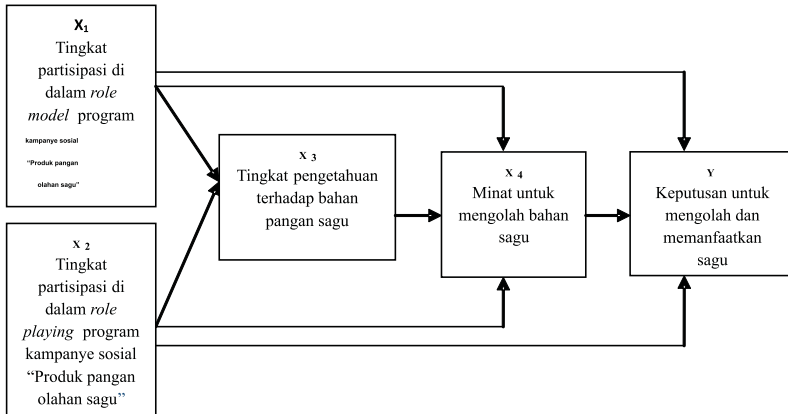 X1
Tingkat
partisipasi di
dalam role
model program
kampanye sosial
"Produk pangan
olahan sagu"
X 2
Tingkat
partisipasi di
dalam role
playing program
kampanye sosial
“Produk pangan
olahan sagu”
X 3
Tingkat pengetahuan
terhadap bahan
pangan sagu
X 4
Minat untuk
mengolah bahan
sagu
Y
Keputusan untuk
mengolah dan
memanfaatkan
sagu